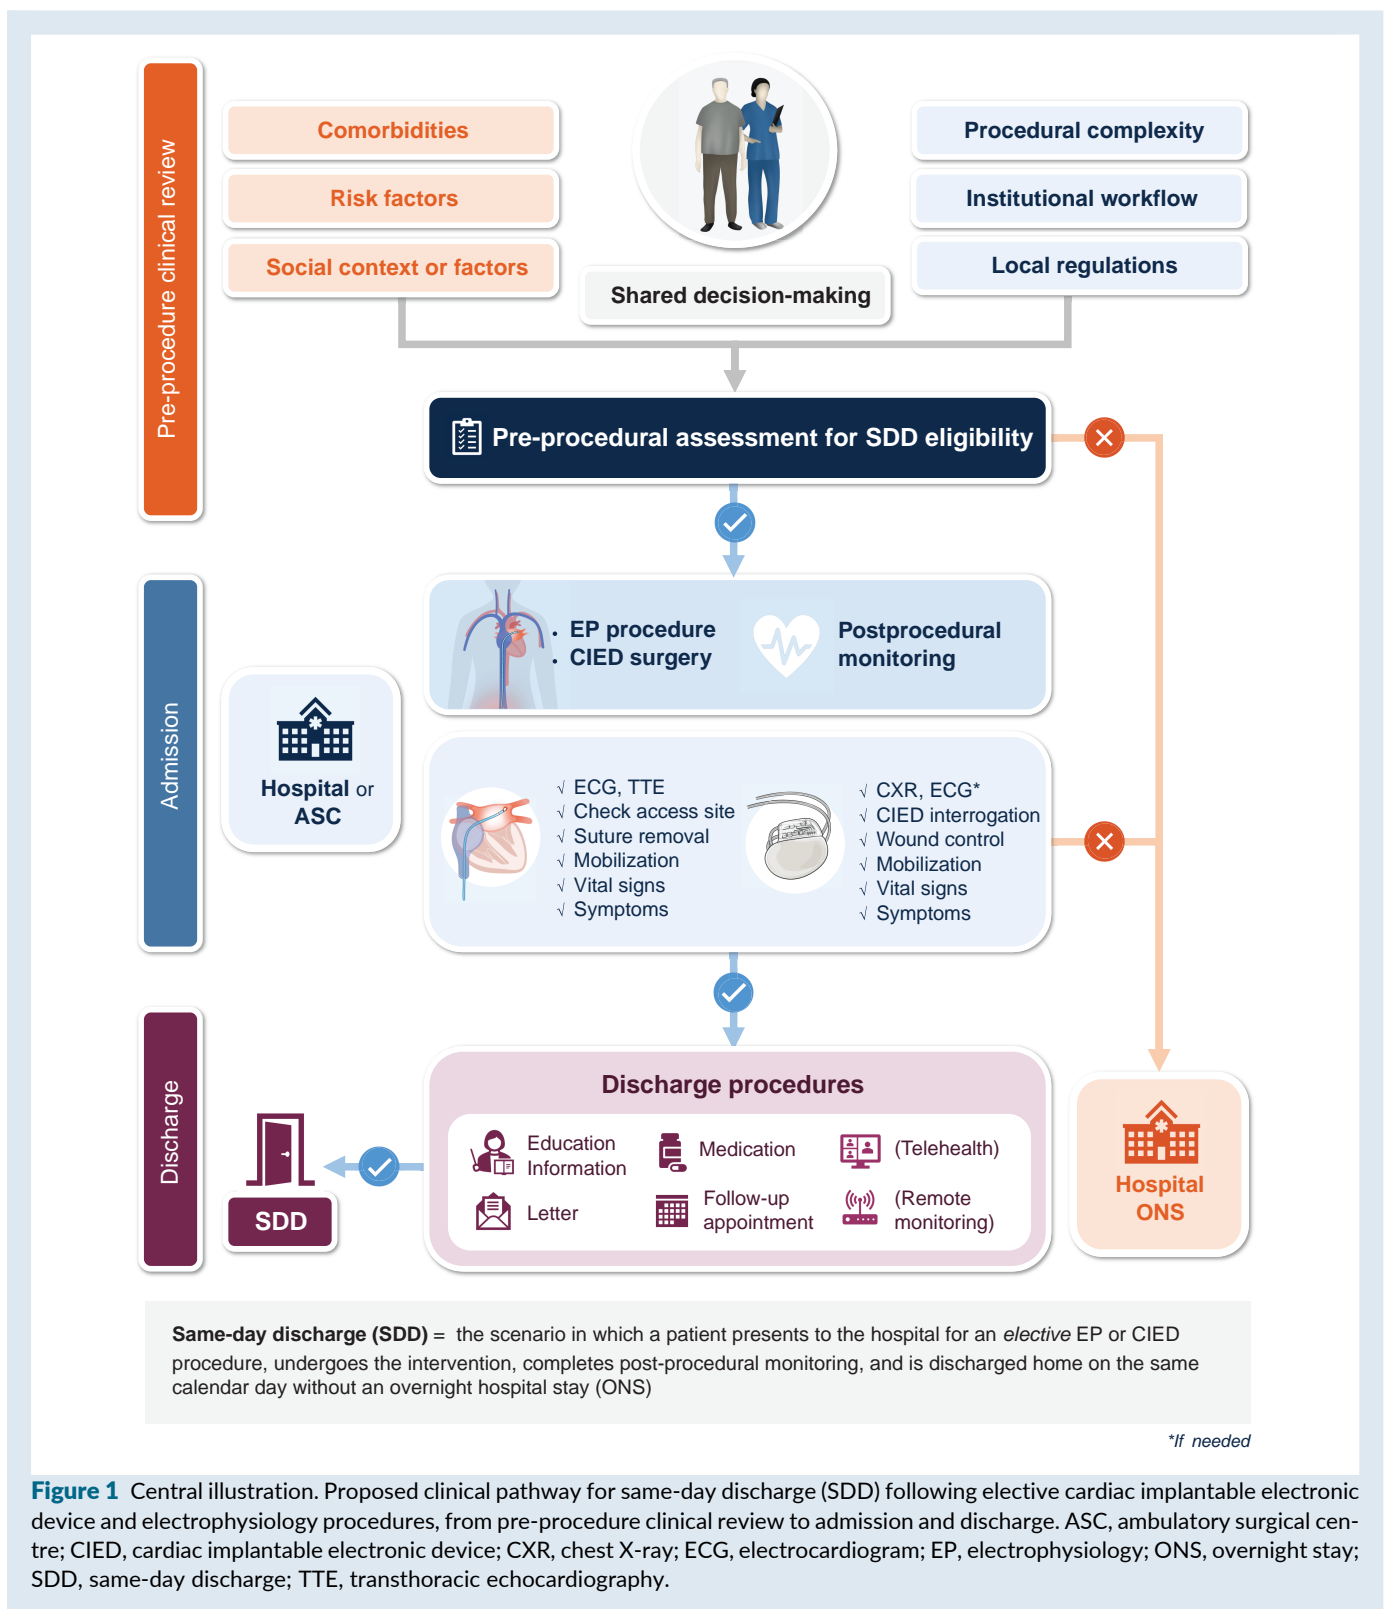 Pre-procedure clinical review
Comorbidities
Risk factors
Social context or factors
Shared decision-making
Procedural complexity
Institutional workflow
Local regulations
Pre-procedural assessment for SDD eligibility
Admission
Hospital or
ASC
• EP procedure
• CIED surgery
Postprocedural
monitoring
√ ECG, TTE
√ Check access site
√ Suture removal
√ Mobilization
√ Vital signs
√ Symptoms
√ CXR, ECG*
√ CIED interrogation
√ Wound control
√ Mobilization
√ Vital signs
√ Symptoms
Discharge
SDD
Discharge procedures
Education
Information
Medication
(Telehealth)
Letter
Follow-up
appointment
(Remote
monitoring)
Hospital
ONS
Same-day discharge (SDD) = the scenario in which a patient presents to the hospital for an elective EP or CIED
procedure, undergoes the intervention, completes post-procedural monitoring, and is discharged home on the same
calendar day without an overnight hospital stay (ONS)
*If needed
Figure 1 Central illustration. Proposed clinical pathway for same-day discharge (SDD) following elective cardiac implantable electronic
device and electrophysiology procedures, from pre-procedure clinical review to admission and discharge. ASC, ambulatory surgical cen-
tre; CIED, cardiac implantable electronic device; CXR, chest X-ray; ECG, electrocardiogram; EP, electrophysiology; ONS, overnight stay;
SDD, same-day discharge; TTE, transthoracic echocardiography.